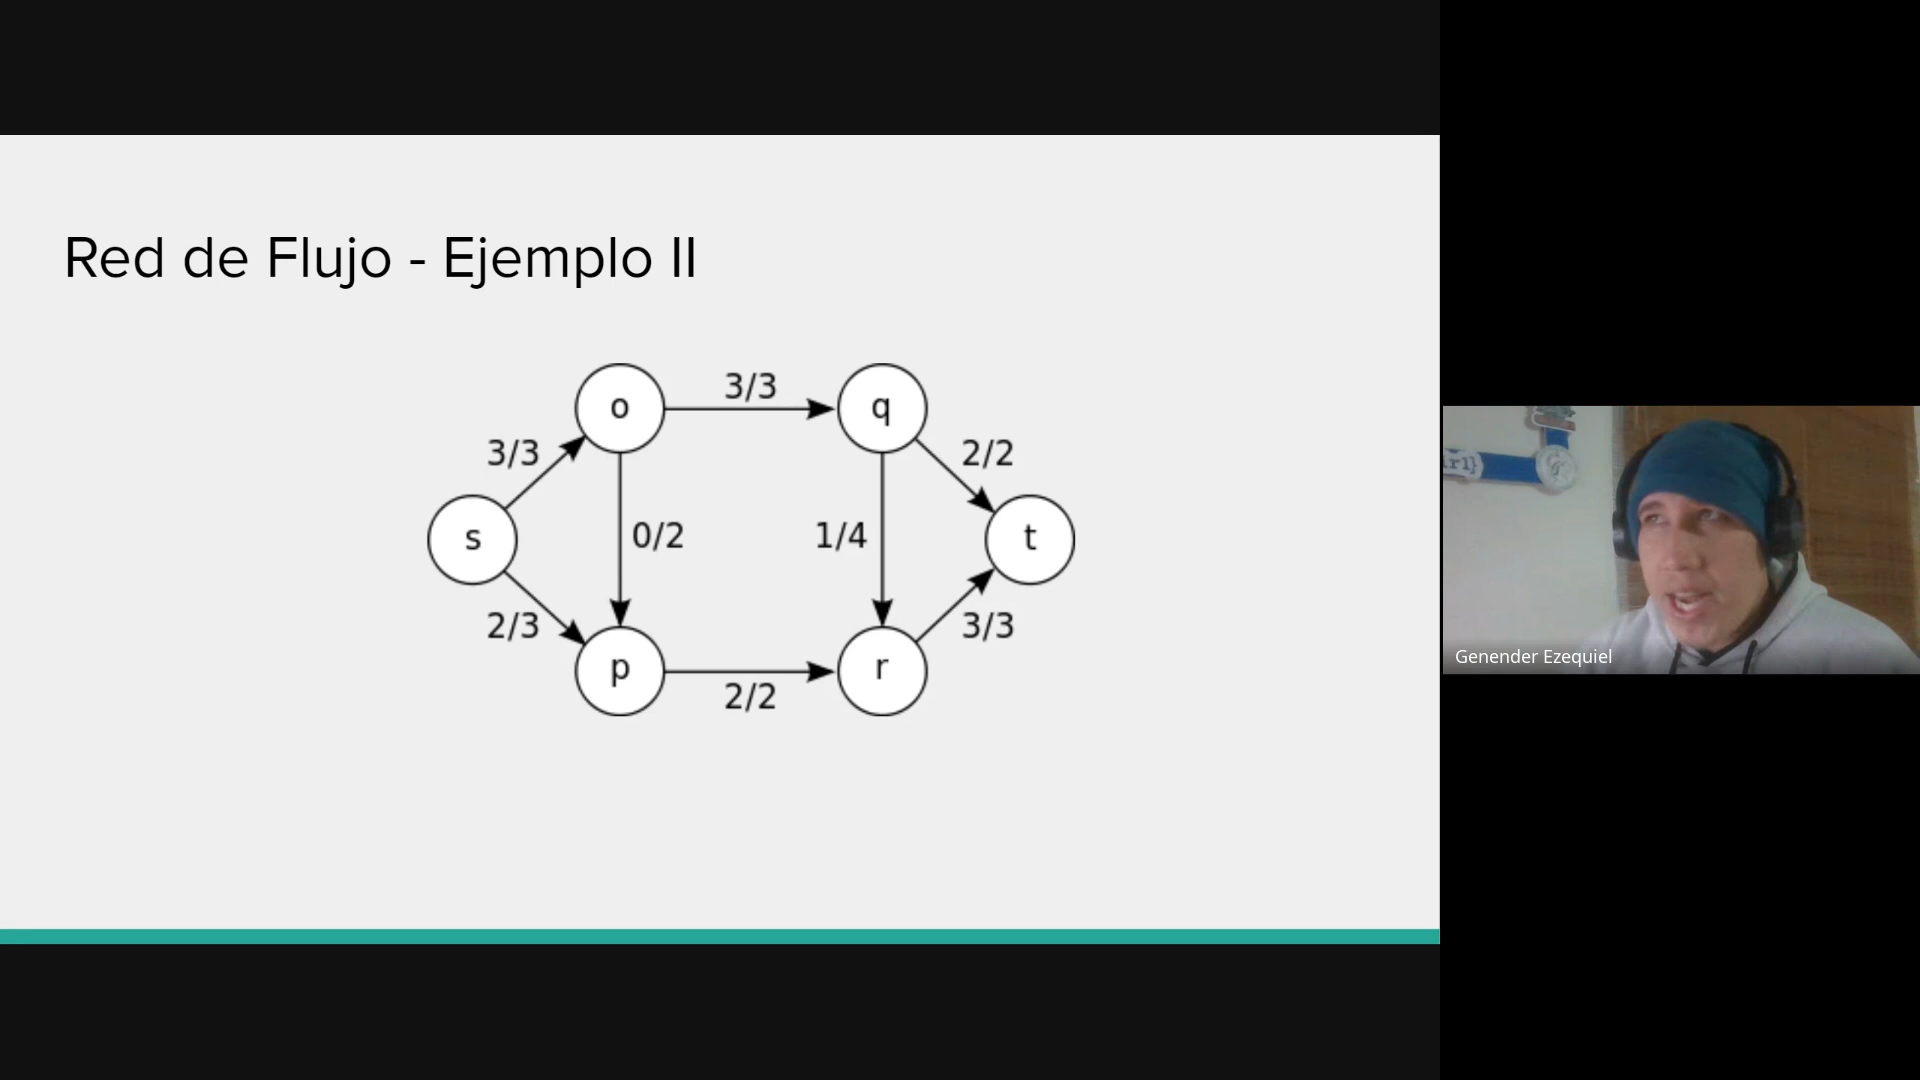 Red de Flujo - Ejemplo II
o
3/3
q
3/3
2/2
s
0/2
1/4
t
2/3
3/3
p
r
2/2
Genender Ezequiel